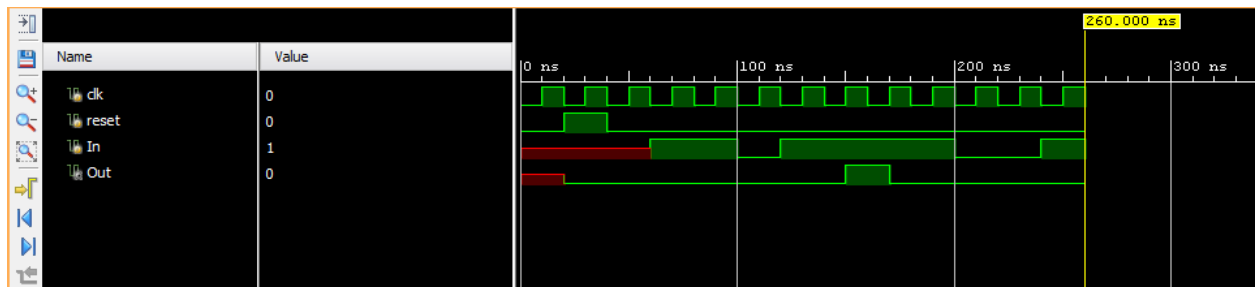 260.000 ns
Name Value
0 ns 100 ns 200 ns 300 ns
clk 0
reset 0
In 1
Out 0